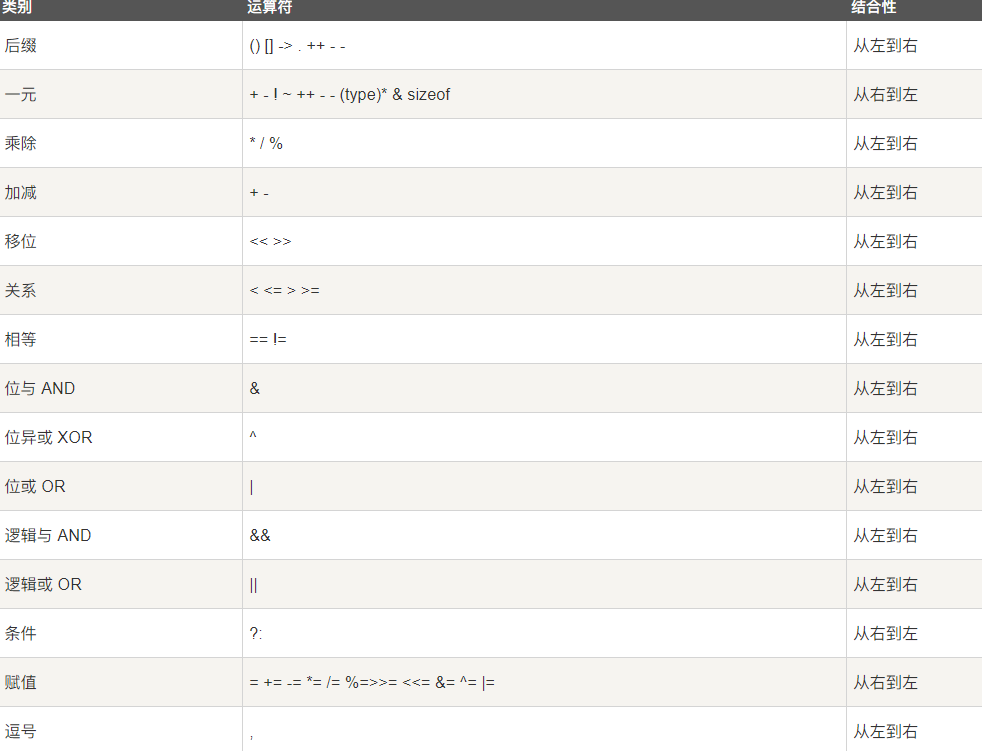 类别 运算符 结合性
后缀 () [] -> . ++ - - 从左到右
一元 + - ! ~ ++ - - (type)* & sizeof 从右到左
乘除 * / % 从左到右
加减 + - 从左到右
移位 << >> 从左到右
关系 < <= > >= 从左到右
相等 == != 从左到右
位与 AND & 从左到右
位异或 XOR ^ 从左到右
位或 OR | 从左到右
逻辑与 AND && 从左到右
逻辑或 OR || 从左到右
条件 ?: 从右到左
赋值 = += -= *= /= %=>>= <<= &= ^= |= 从右到左
逗号 , 从左到右